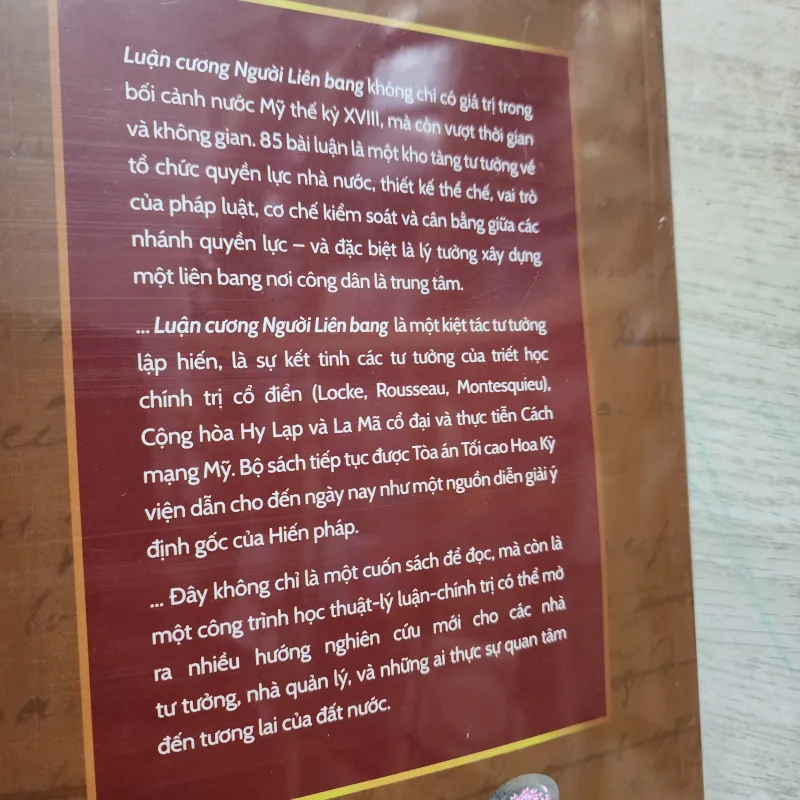 Luận cương Người Liên bang không chỉ có giá trị trong
bối cảnh nước Mỹ thế kỷ XVIII, mà còn vượt thời gian
và không gian. 85 bài luận là một kho tàng tư tưởng về
tổ chức quyền lực nhà nước, thiết kế thể chế, vai trò
của pháp luật, cơ chế kiểm soát và cân bằng giữa các
nhánh quyền lực – và đặc biệt là lý tưởng xây dựng
một liên bang nơi công dân là trung tâm.
... Luận cương Người Liên bang là một kiệt tác tư tưởng
lập hiến, là sự kết tinh các tư tưởng của triết học
chính trị cổ điển (Locke, Rousseau, Montesquieu),
Cộng hòa Hy Lạp và La Mã cổ đại và thực tiễn Cách
mạng Mỹ. Bộ sách tiếp tục được Tòa án Tối cao Hoa Kỳ
viện dẫn cho đến ngày nay như một nguồn diễn giải ý
định gốc của Hiến pháp.
... Đây không chỉ là một cuốn sách để đọc, mà còn là
một công trình học thuật-lý luận-chính trị có thể mở
ra nhiều hướng nghiên cứu mới cho các nhà
tư tưởng, nhà quản lý, và những ai thực sự quan tâm
đến tương lai của đất nước.